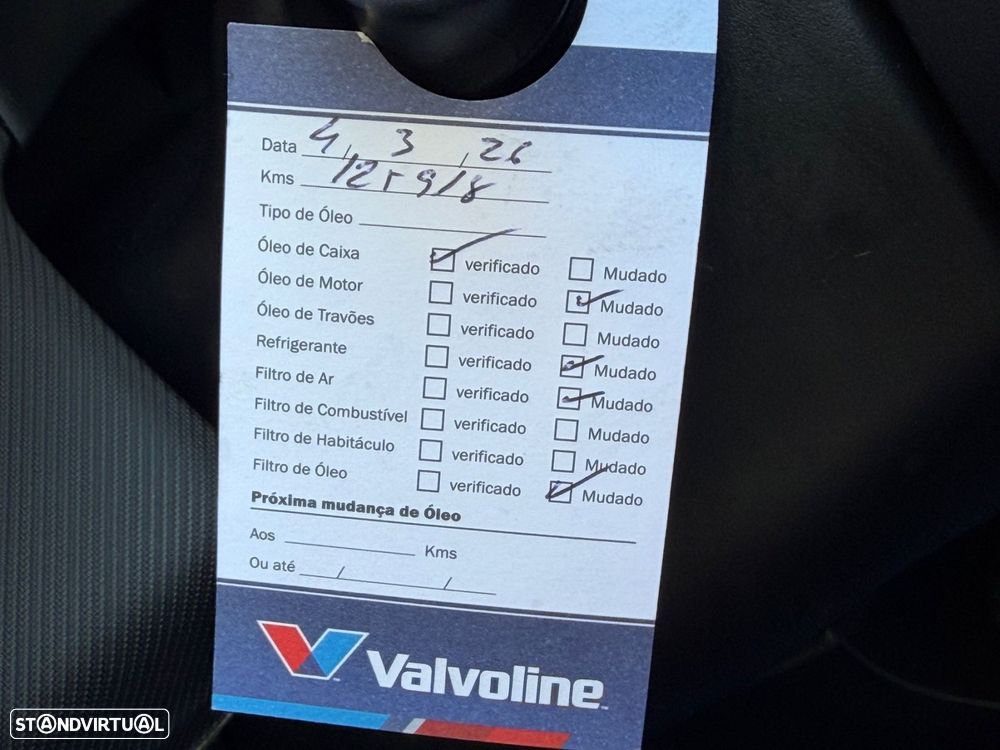 Data 4 / 3 / 26
Kms 125918
Tipo de Óleo
Óleo de Caixa verificado Mudado
Óleo de Motor verificado Mudado
Óleo de Travões verificado Mudado
Refrigerante verificado Mudado
Filtro de Ar verificado Mudado
Filtro de Combustível verificado Mudado
Filtro de Habitáculo verificado Mudado
Filtro de Óleo verificado Mudado
Próxima mudança de Óleo
Aos Kms
Ou até / /
Valvoline
STANDVIRTUAL